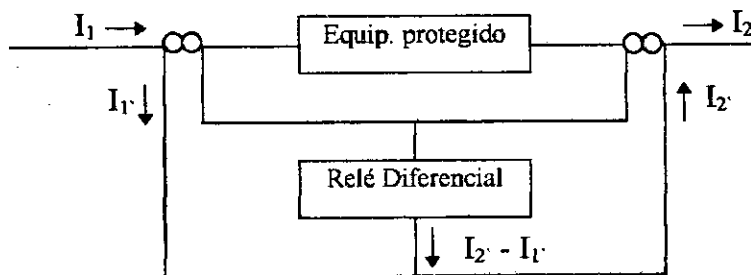 I₁
Equip. protegido
I₂
I₁`
I₂`
Relé Diferencial
I₂` - I₁`